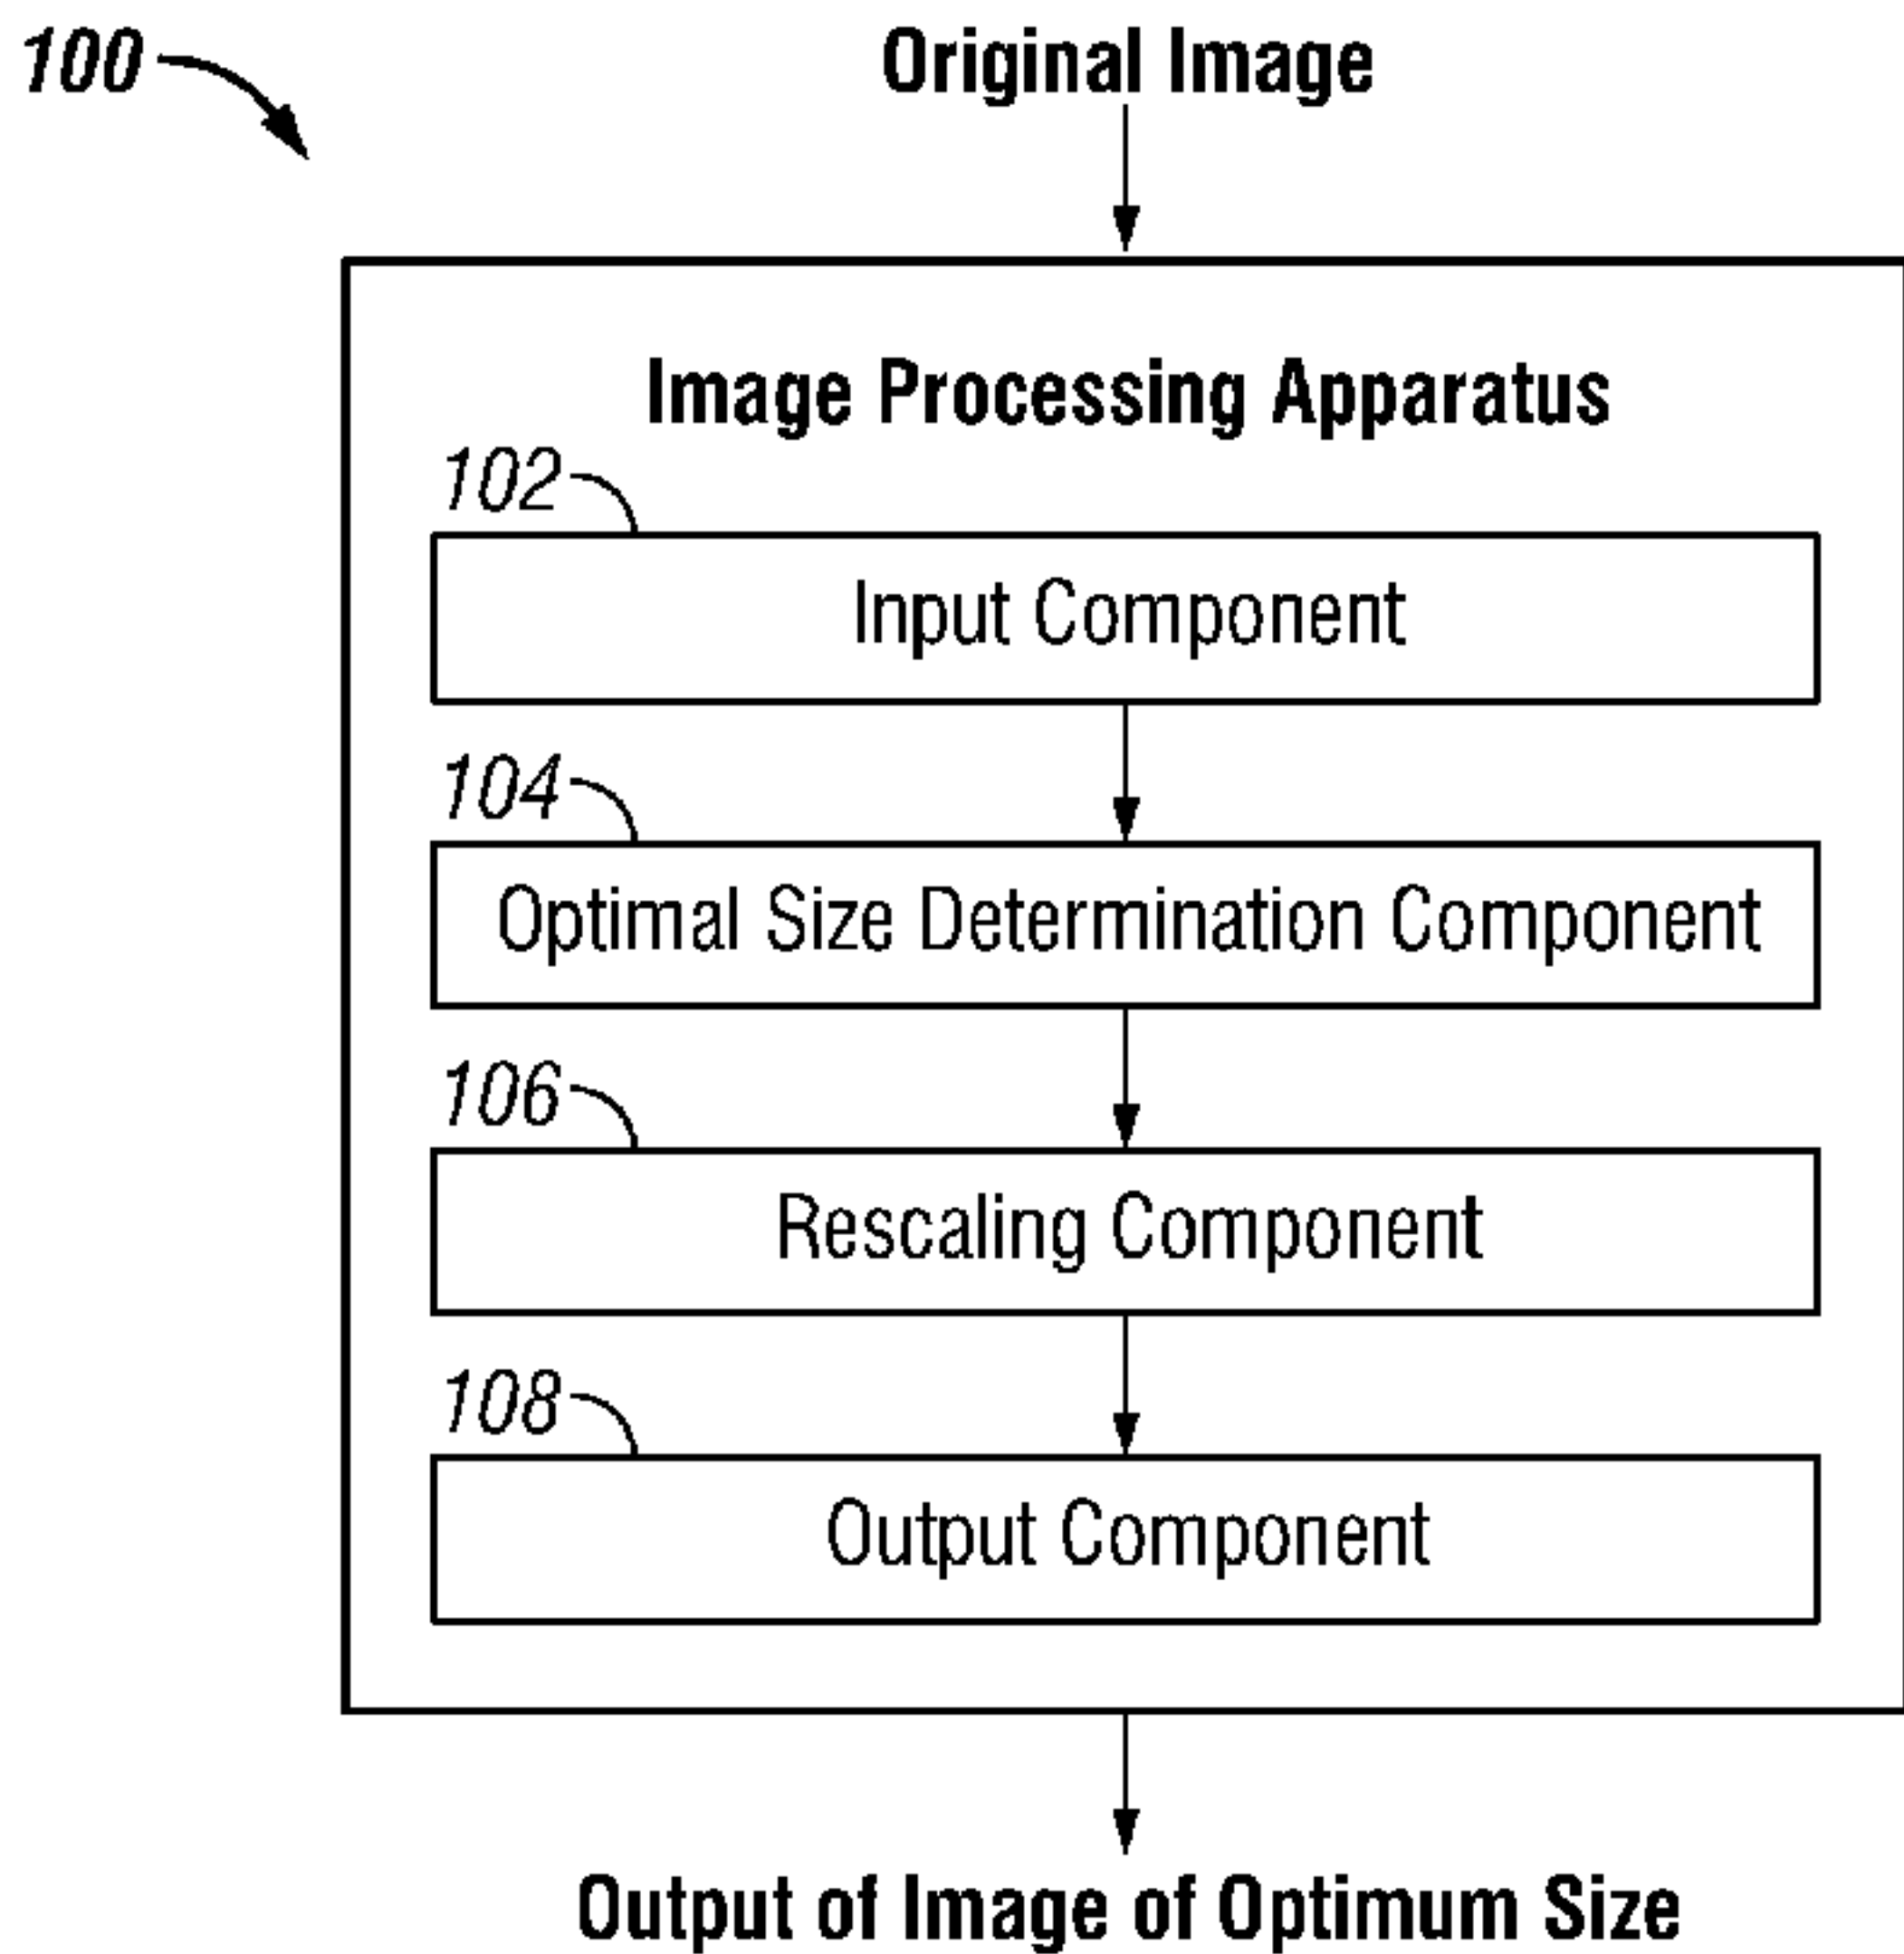 100
Original Image
Image Processing Apparatus
102
Input Component
104
Optimal Size Determination Component
106
Rescaling Component
108
Output Component
Output of Image of Optimum Size